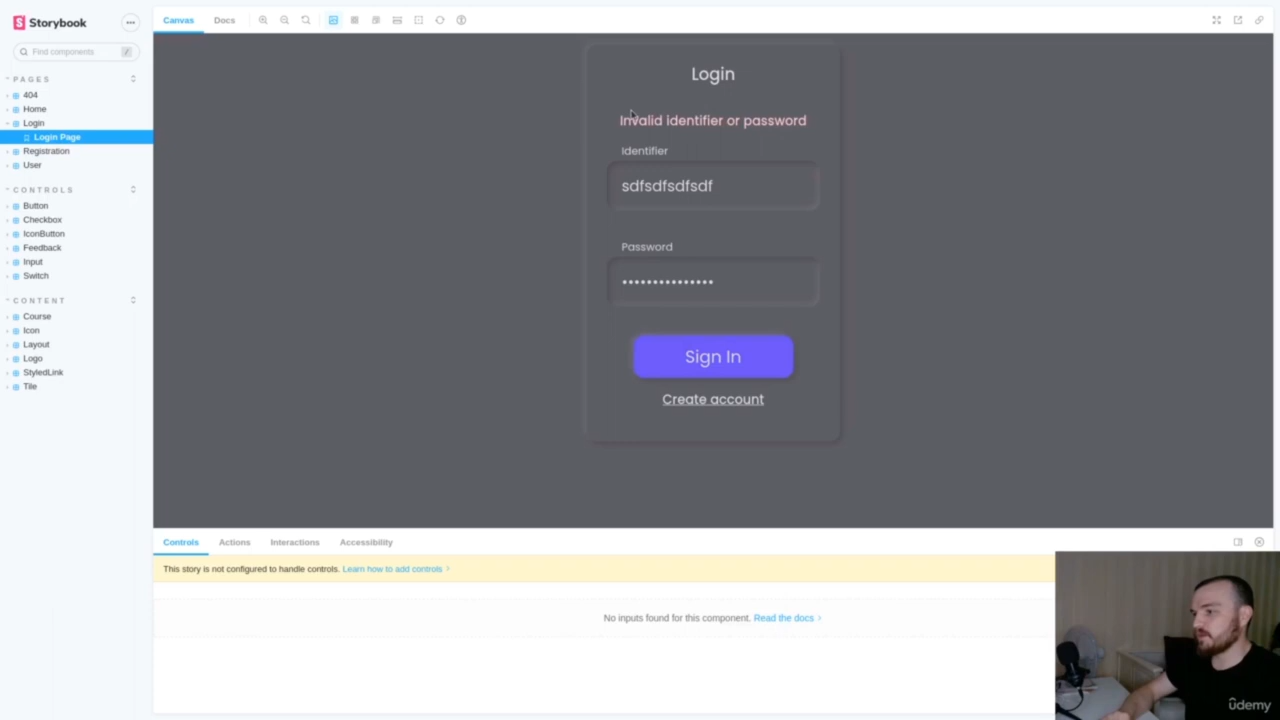 Storybook
Find components
/
PAGES
404
Home
Login
Login Page
Registration
User
CONTROLS
Button
Checkbox
IconButton
Feedback
Input
Switch
CONTENT
Course
Icon
Layout
Logo
StyledLink
Tile
Canvas
Docs
Login
Invalid identifier or password
Identifier
sdfsdfsdfsdf
Password
•••••••••••••••
Sign In
Create account
Controls
Actions
Interactions
Accessibility
This story is not configured to handle controls. Learn how to add controls
No inputs found for this component. Read the docs
udemy